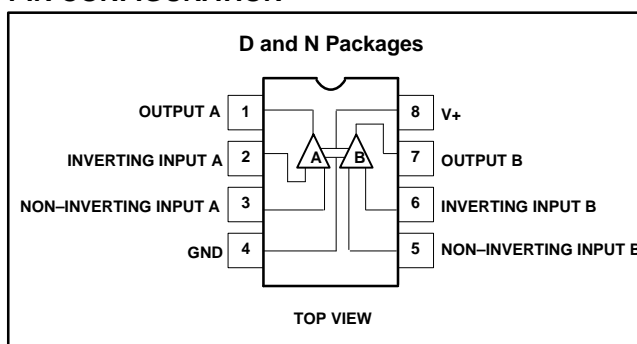 D and N Packages
OUTPUT A 1 8 V+
INVERTING INPUT A 2 A B 7 OUTPUT B
NON–INVERTING INPUT A 3 6 INVERTING INPUT B
GND 4 5 NON–INVERTING INPUT B
TOP VIEW